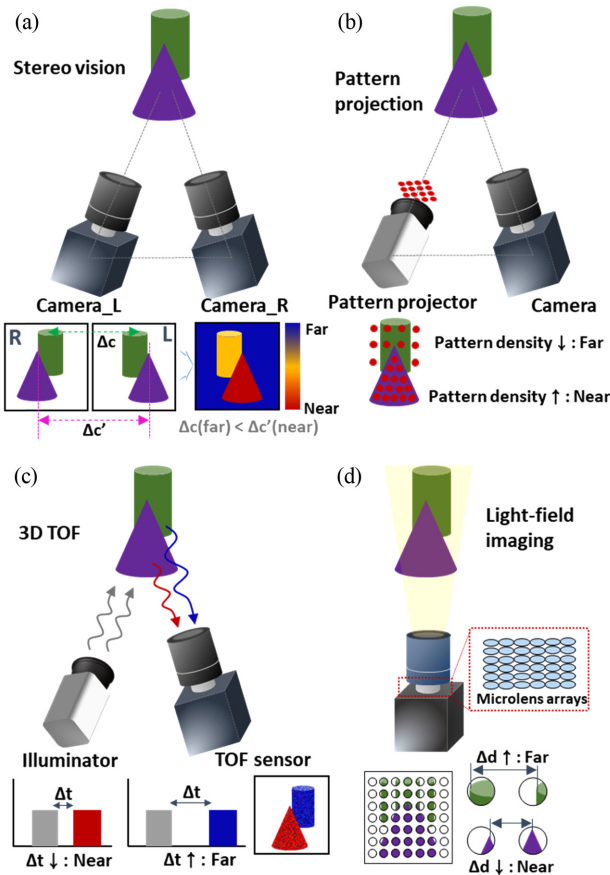 (a)
Stereo vision
Camera_L
Camera_R
R
L
Δc
Δc’
Far
Near
Δc(far) < Δc’(near)
(b)
Pattern
projection
Pattern projector
Camera
Pattern density ↓ : Far
Pattern density ↑ : Near
(c)
3D TOF
Illuminator
TOF sensor
Δt
Δt ↓ : Near
Δt
Δt ↑ : Far
(d)
Light-field
imaging
Microlens arrays
Δd ↑ : Far
Δd ↓ : Near